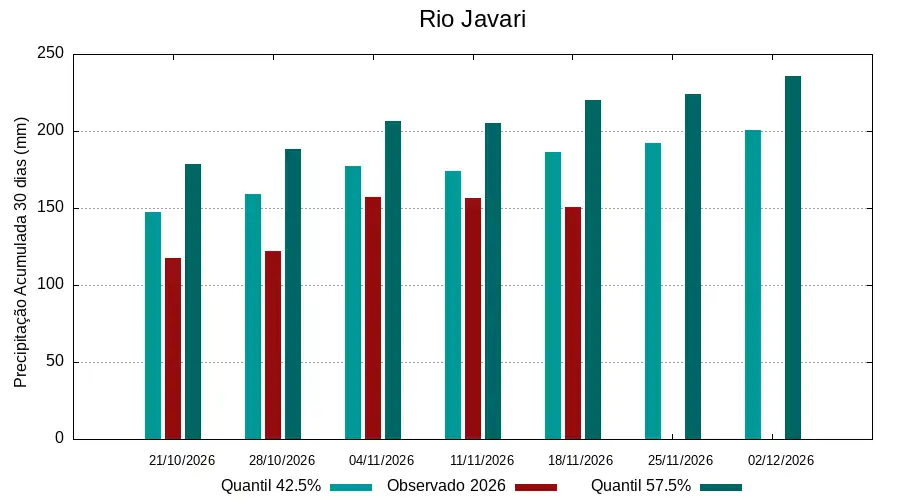 Rio Javari
Precipitação Acumulada 30 dias (mm)
250
200
150
100
50
0
21/10/2026 28/10/2026 04/11/2026 11/11/2026 18/11/2026 25/11/2026 02/12/2026
Quantil 42.5% Observado 2026 Quantil 57.5%